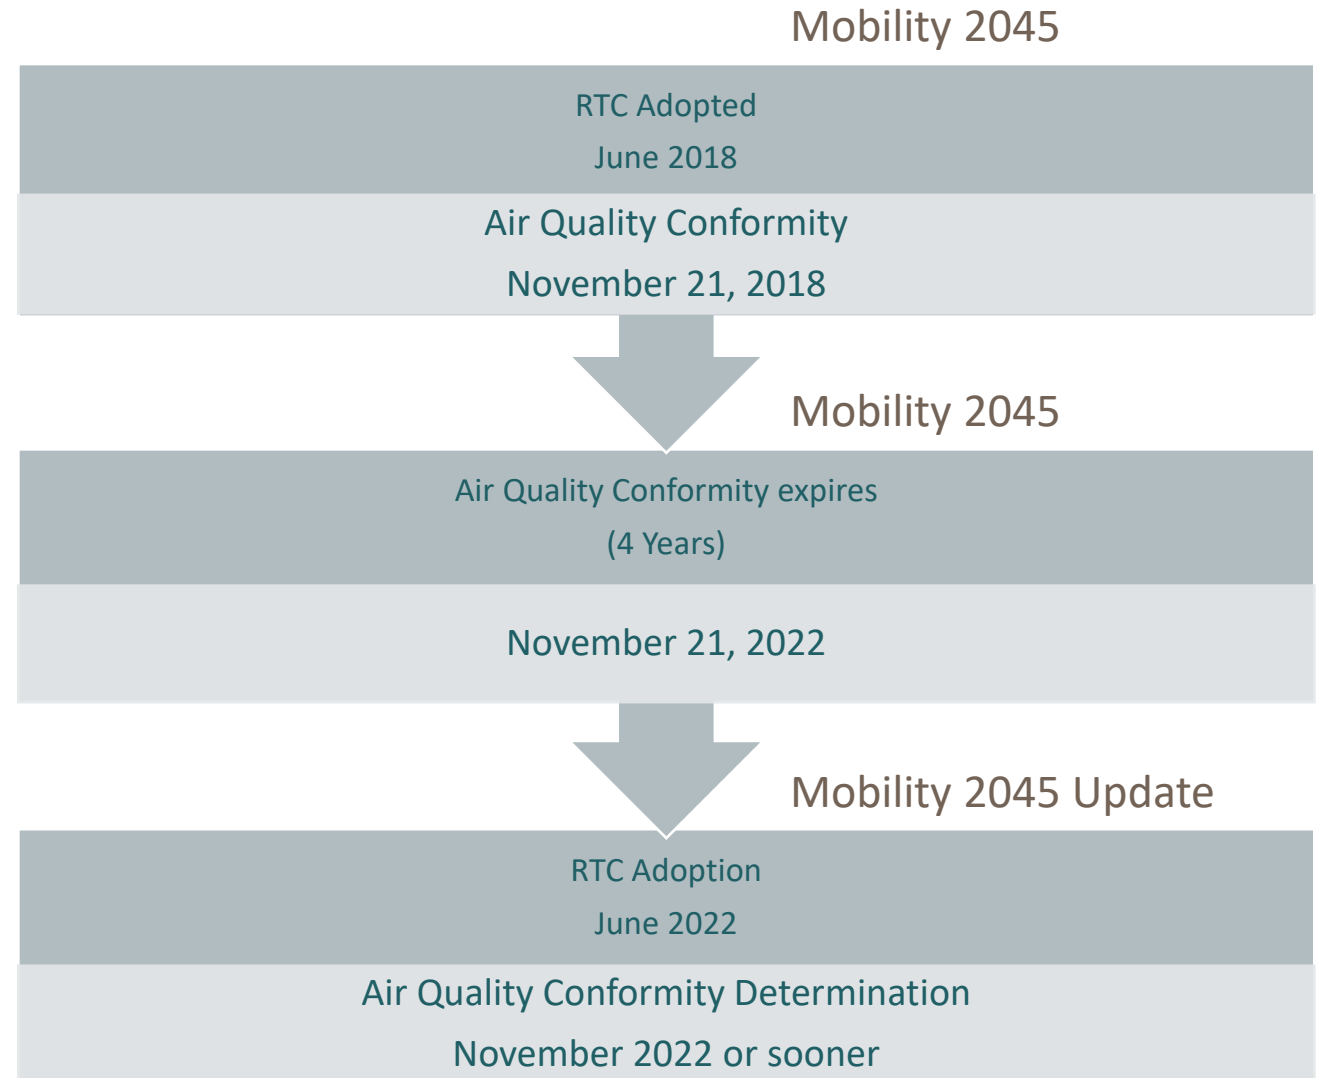 Mobility 2045
RTC Adopted
June 2018
Air Quality Conformity
November 21, 2018
Mobility 2045
Air Quality Conformity expires
(4 Years)
November 21, 2022
Mobility 2045 Update
RTC Adoption
June 2022
Air Quality Conformity Determination
November 2022 or sooner